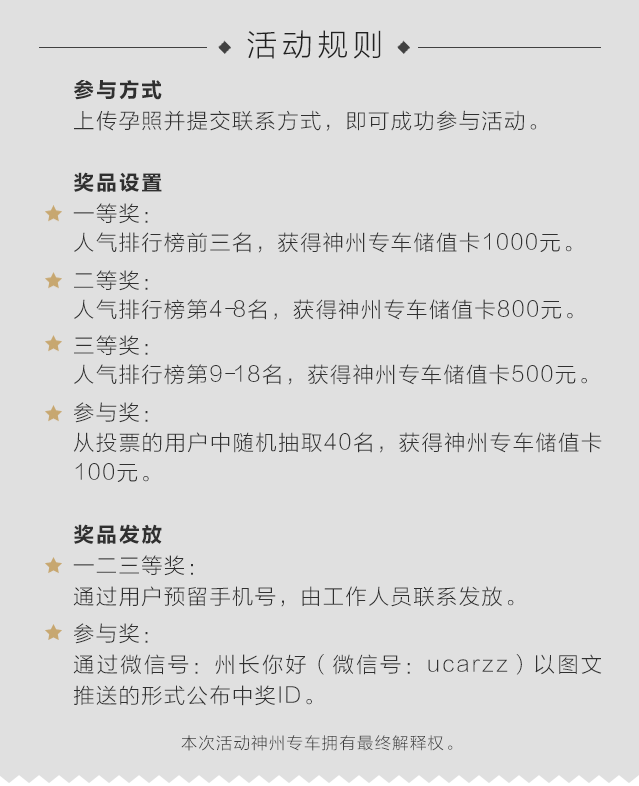 活动规则
参与方式
上传孕照并提交联系方式，即可成功参与活动。
奖品设置
一等奖：
人气排行榜前三名，获得神州专车储值卡1000元。
二等奖：
人气排行榜第4-8名，获得神州专车储值卡800元。
三等奖：
人气排行榜第9-18名，获得神州专车储值卡500元。
参与奖：
从投票的用户中随机抽取40名，获得神州专车储值卡
100元。
奖品发放
一二三等奖：
通过用户预留手机号，由工作人员联系发放。
参与奖：
通过微信号：州长你好（微信号：ucarzz）以图文
推送的形式公布中奖ID。
本次活动神州专车拥有最终解释权。